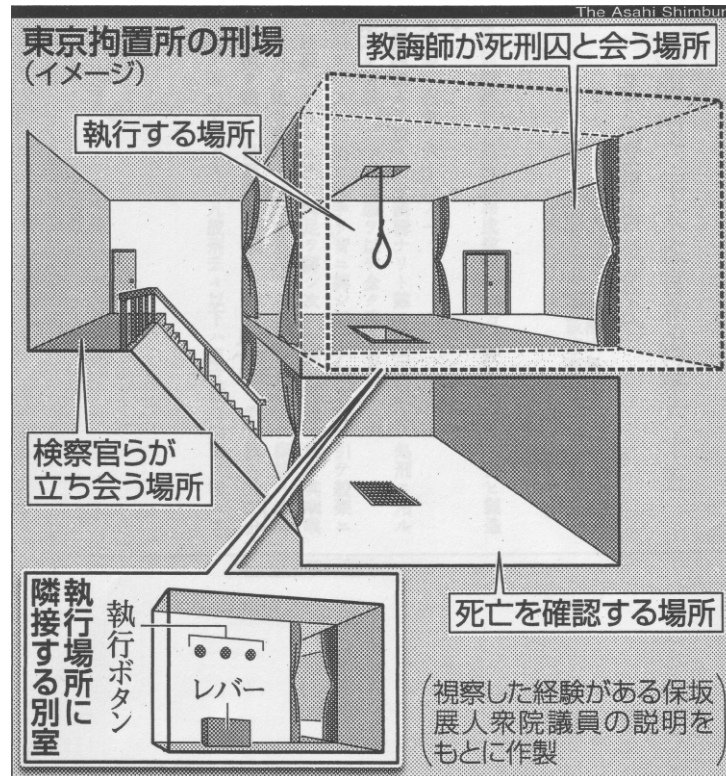 The Asahi Shimbun
東京拘置所の刑場
(イメージ)
教誨師が死刑囚と会う場所
執行する場所
検察官らが
立ち会う場所
死亡を確認する場所
執行場所に
隣接する別室
執行ボタン
レバー
(視察した経験がある保坂
展人衆院議員の説明を
もとに作製)